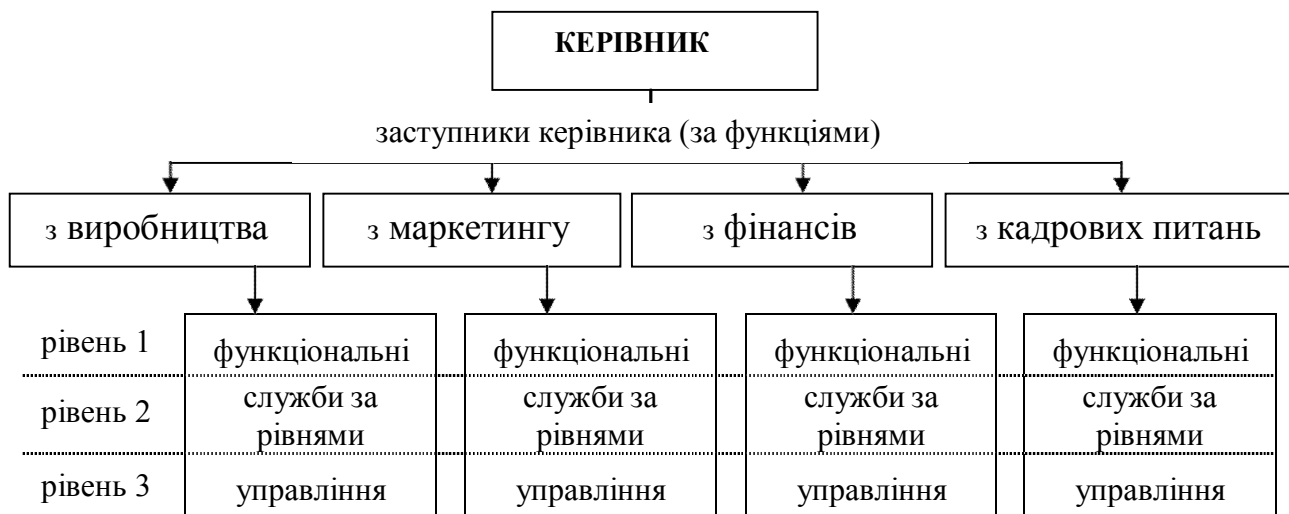 КЕРІВНИК
заступники керівника (за функціями)
з виробництва
з маркетингу
з фінансів
з кадрових питань
рівень 1
функціональні
функціональні
функціональні
функціональні
рівень 2
служби за
рівнями
служби за
рівнями
служби за
рівнями
служби за
рівнями
рівень 3
управління
управління
управління
управління